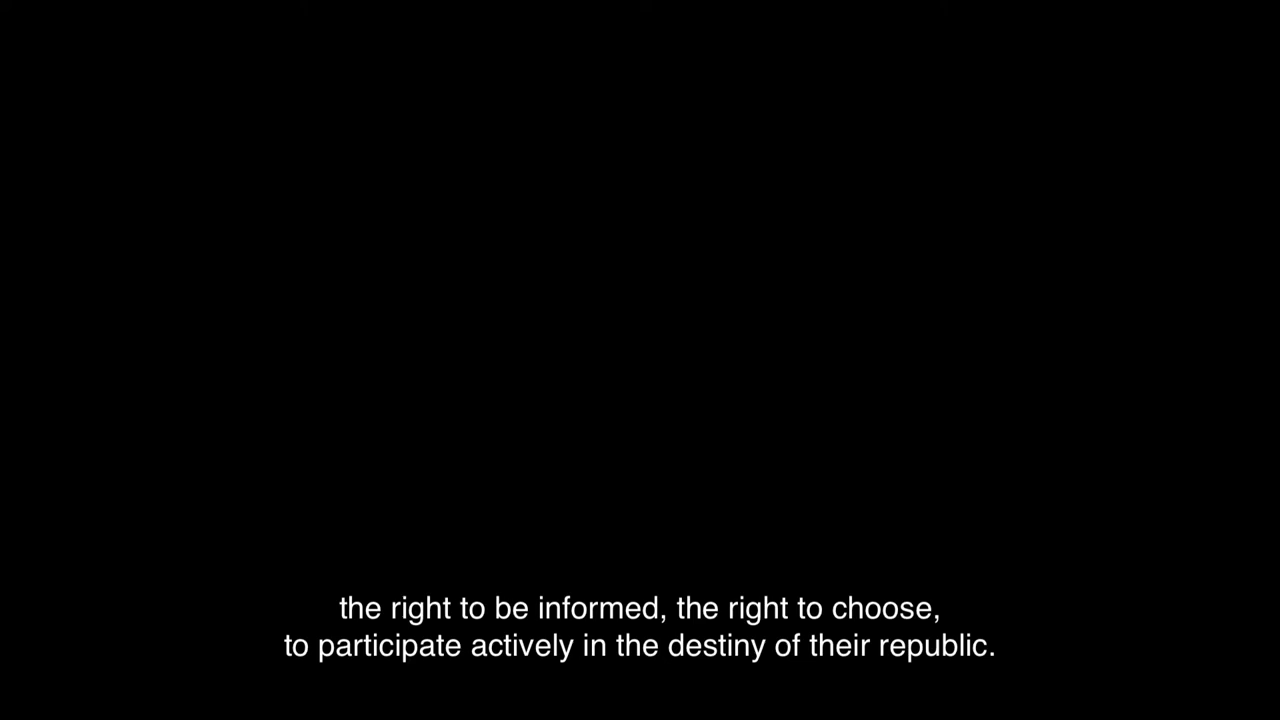 the right to be informed, the right to choose,
to participate actively in the destiny of their republic.